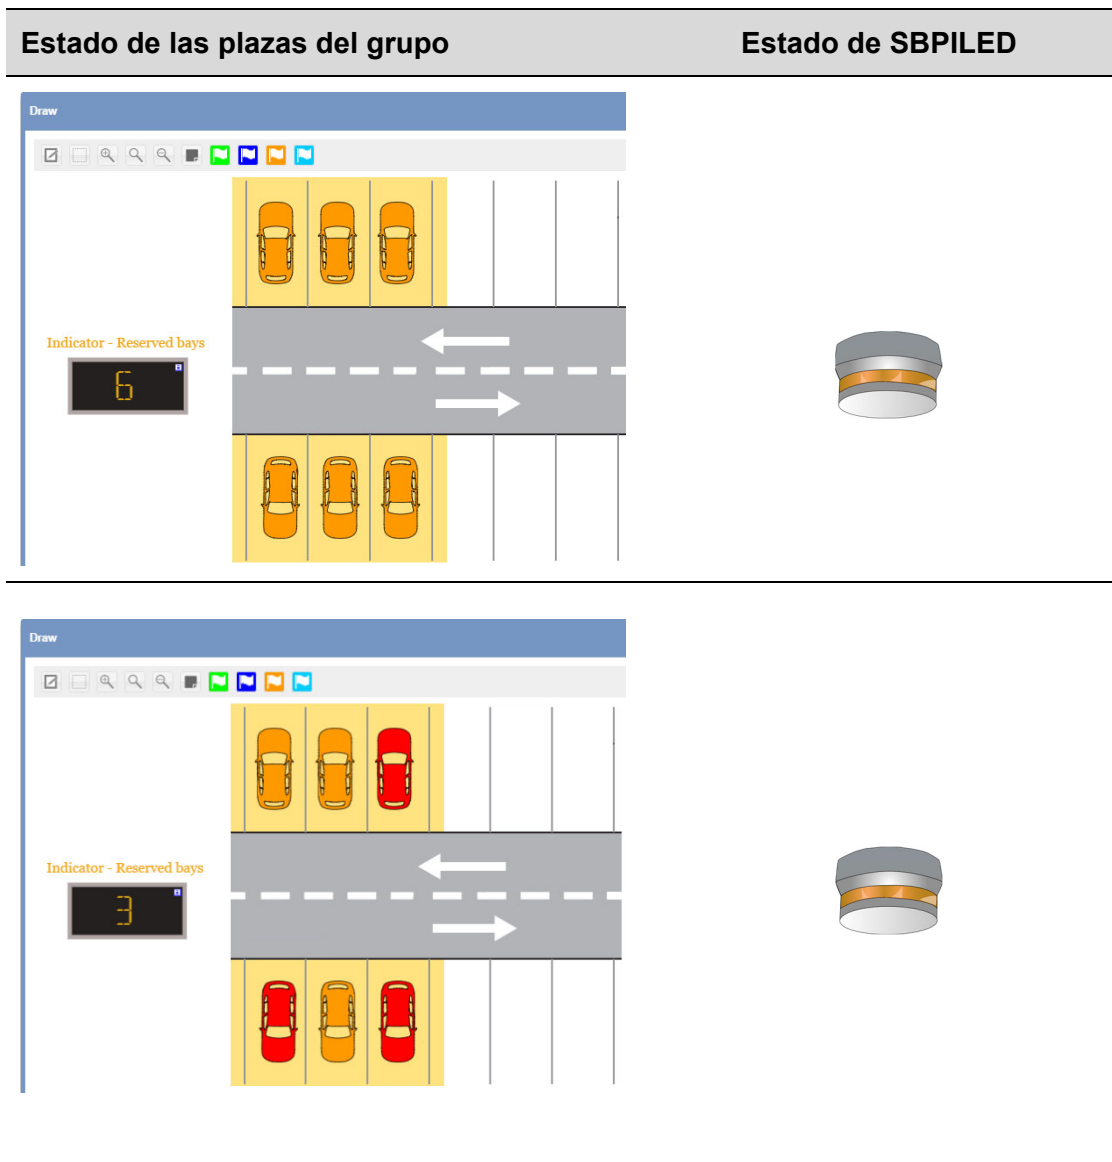 Estado de las plazas del grupo Estado de SBPILED
Draw
Indicator - Reserved bays
6
Draw
Indicator - Reserved bays
3